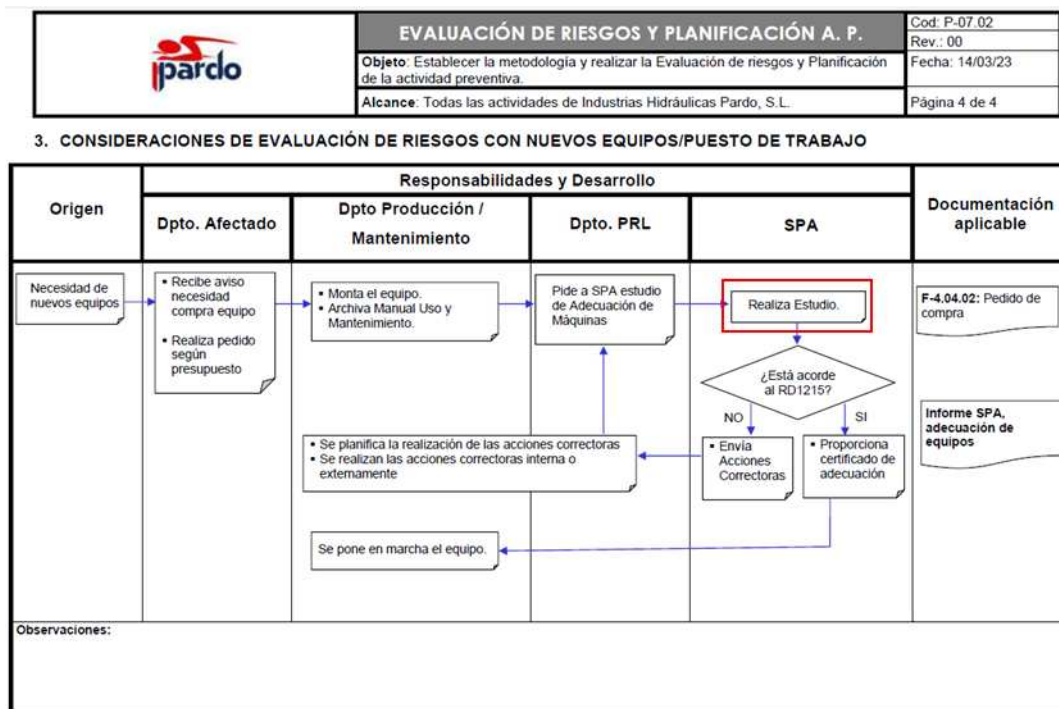 ipardo
EVALUACIÓN DE RIESGOS Y PLANIFICACIÓN A. P.
Cod: P-07.02
Rev.: 00
Objeto: Establecer la metodología y realizar la Evaluación de riesgos y Planificación
de la actividad preventiva.
Fecha: 14/03/23
Alcance: Todas las actividades de Industrias Hidráulicas Pardo, S.L.
Página 4 de 4
3. CONSIDERACIONES DE EVALUACIÓN DE RIESGOS CON NUEVOS EQUIPOS/PUESTO DE TRABAJO
Origen
Responsabilidades y Desarrollo
Documentación
aplicable
Dpto. Afectado
Dpto Producción /
Mantenimiento
Dpto. PRL
SPA
Necesidad de
nuevos equipos
▪ Recibe aviso
necesidad
compra equipo
▪ Realiza pedido
según
presupuesto
▪ Monta el equipo.
▪ Archiva Manual Uso y
Mantenimiento.
Pide a SPA estudio
de Adecuación de
Máquinas
Realiza Estudio.
F-4.04.02: Pedido de
compra
¿Está acorde
al RD1215?
NO
SI
▪ Se planifica la realización de las acciones correctoras
▪ Se realizan las acciones correctoras interna o
externamente
▪ Envía
Acciones
Correctoras
▪ Proporciona
certificado de
adecuación
Informe SPA,
adecuación de
equipos
Se pone en marcha el equipo.
Observaciones: